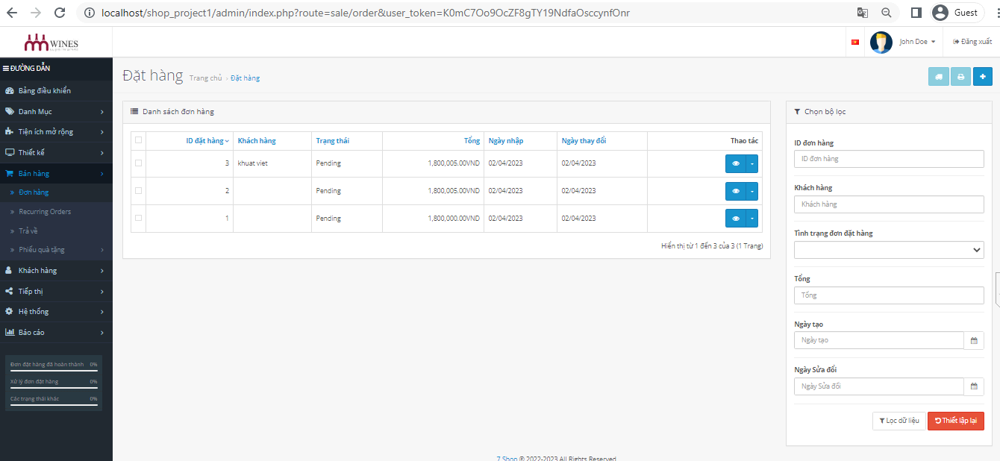 localhost/shop_project1/admin/index.php?route=sale/order&user_token=K0mC7Oo9OcZF8gTY19NdfaOsccynfOnr
Guest
WINES
John Doe
Đăng xuất
ĐƯỜNG DẪN
Bảng điều khiển
Danh Mục
Tiện ích mở rộng
Thiết kế
Bán hàng
» Đơn hàng
» Recurring Orders
» Trả về
» Phiếu quà tặng
Khách hàng
Tiếp thị
Hệ thống
Báo cáo
Đơn đặt hàng đã hoàn thành 0%
Xử lý đơn đặt hàng 0%
Các trạng thái khác 0%
Đặt hàng Trang chủ › Đặt hàng
Danh sách đơn hàng
ID đặt hàng Khách hàng Trạng thái Tổng Ngày nhập Ngày thay đổi Thao tác
3 khuat viet Pending 1,800,005.00VND 02/04/2023 02/04/2023
2 Pending 1,800,005.00VND 02/04/2023 02/04/2023
1 Pending 1,800,000.00VND 02/04/2023 02/04/2023
Hiển thị từ 1 đến 3 của 3 (1 Trang)
Chọn bộ lọc
ID đơn hàng
ID đơn hàng
Khách hàng
Khách hàng
Tình trạng đơn đặt hàng
Tổng
Tổng
Ngày tạo
Ngày tạo
Ngày Sửa đổi
Ngày Sửa đổi
Lọc dữ liệu
Thiết lập lại
7 Shop © 2022-2023 All Rights Reserved.